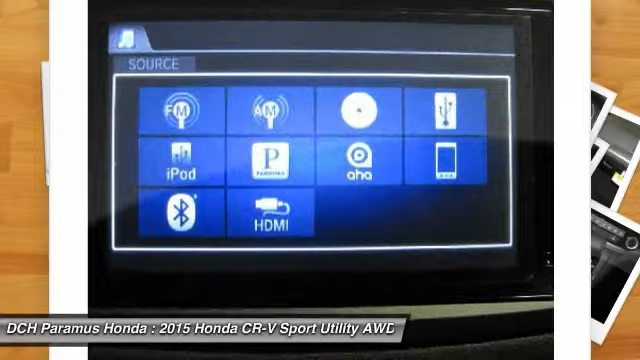 SOURCE
FM
AM
iPod
P
PANDORA
aha
HDMI
DCH Paramus Honda : 2015 Honda CR-V Sport Utility AWD